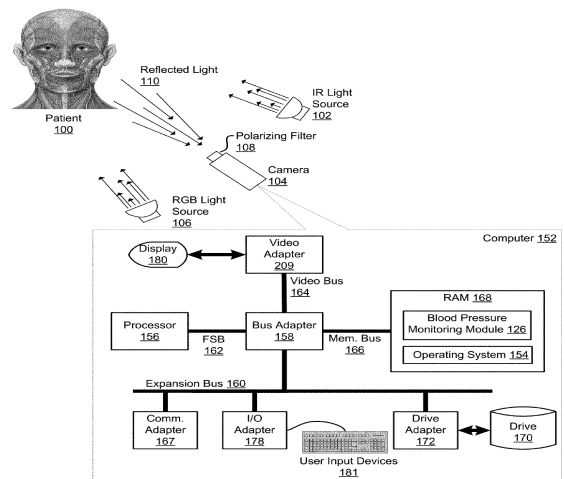 Reflected Light
110
IR Light
Source
102
Patient
100
Polarizing Filter
108
Camera
104
RGB Light
Source
106
Computer 152
Display
180
Video
Adapter
209
Video Bus
164
RAM 168
Blood Pressure
Monitoring Module 126
Operating System 154
Processor
156
FSB
162
Bus Adapter
158
Mem. Bus
166
Expansion Bus 160
Comm.
Adapter
167
I/O
Adapter
178
User Input Devices
181
Drive
Adapter
172
Drive
170